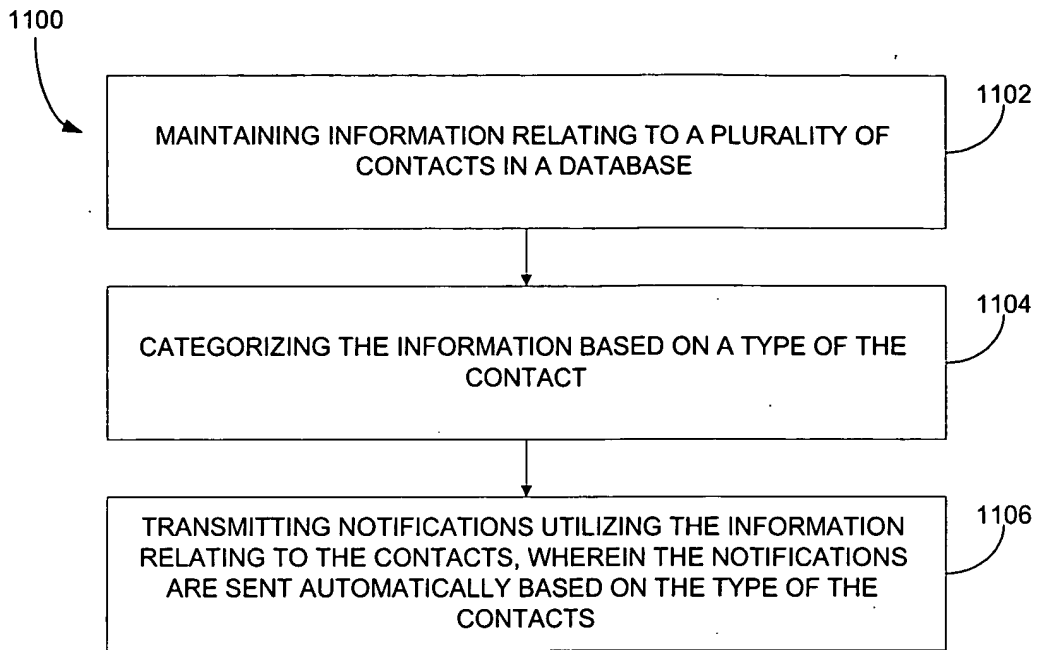 1100
1102
MAINTAINING INFORMATION RELATING TO A PLURALITY OF
CONTACTS IN A DATABASE
1104
CATEGORIZING THE INFORMATION BASED ON A TYPE OF THE
CONTACT
1106
TRANSMITTING NOTIFICATIONS UTILIZING THE INFORMATION
RELATING TO THE CONTACTS, WHEREIN THE NOTIFICATIONS
ARE SENT AUTOMATICALLY BASED ON THE TYPE OF THE
CONTACTS